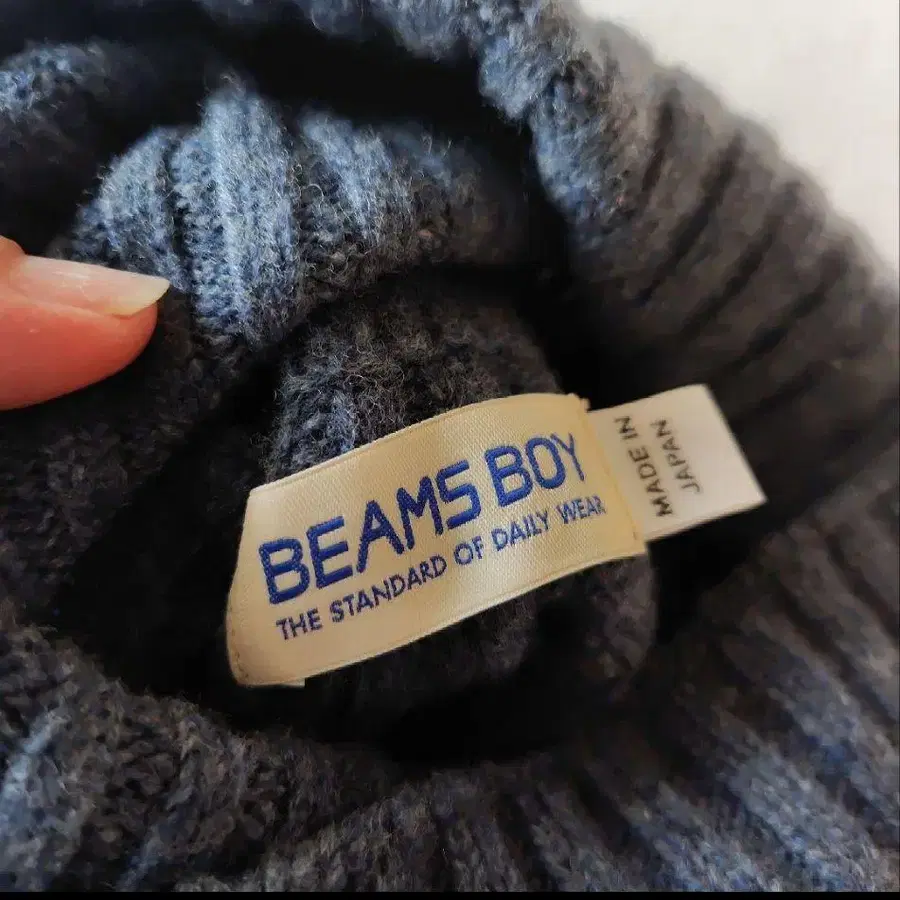 BEAMS BOY
THE STANDARD OF DAILY WEAR
MADE IN
JAPAN